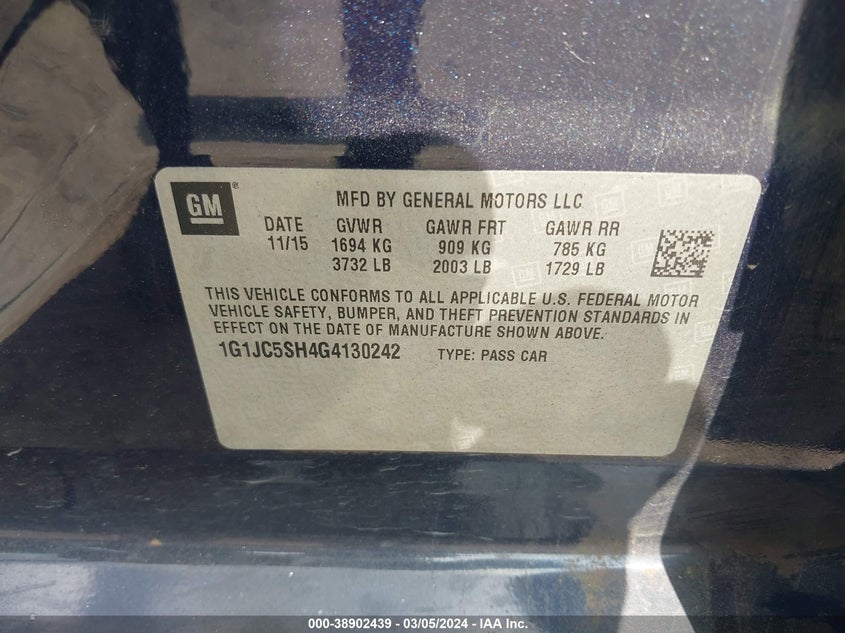 GM ®
MFD BY GENERAL MOTORS LLC
DATE GVWR GAWR FRT GAWR RR
11/15 1694 KG 909 KG 785 KG
3732 LB 2003 LB 1729 LB
THIS VEHICLE CONFORMS TO ALL APPLICABLE U.S. FEDERAL MOTOR
VEHICLE SAFETY, BUMPER, AND THEFT PREVENTION STANDARDS IN
EFFECT ON THE DATE OF MANUFACTURE SHOWN ABOVE.
1G1JC5SH4G4130242 TYPE: PASS CAR
000-38902439 - 03/05/2024 - IAA Inc.